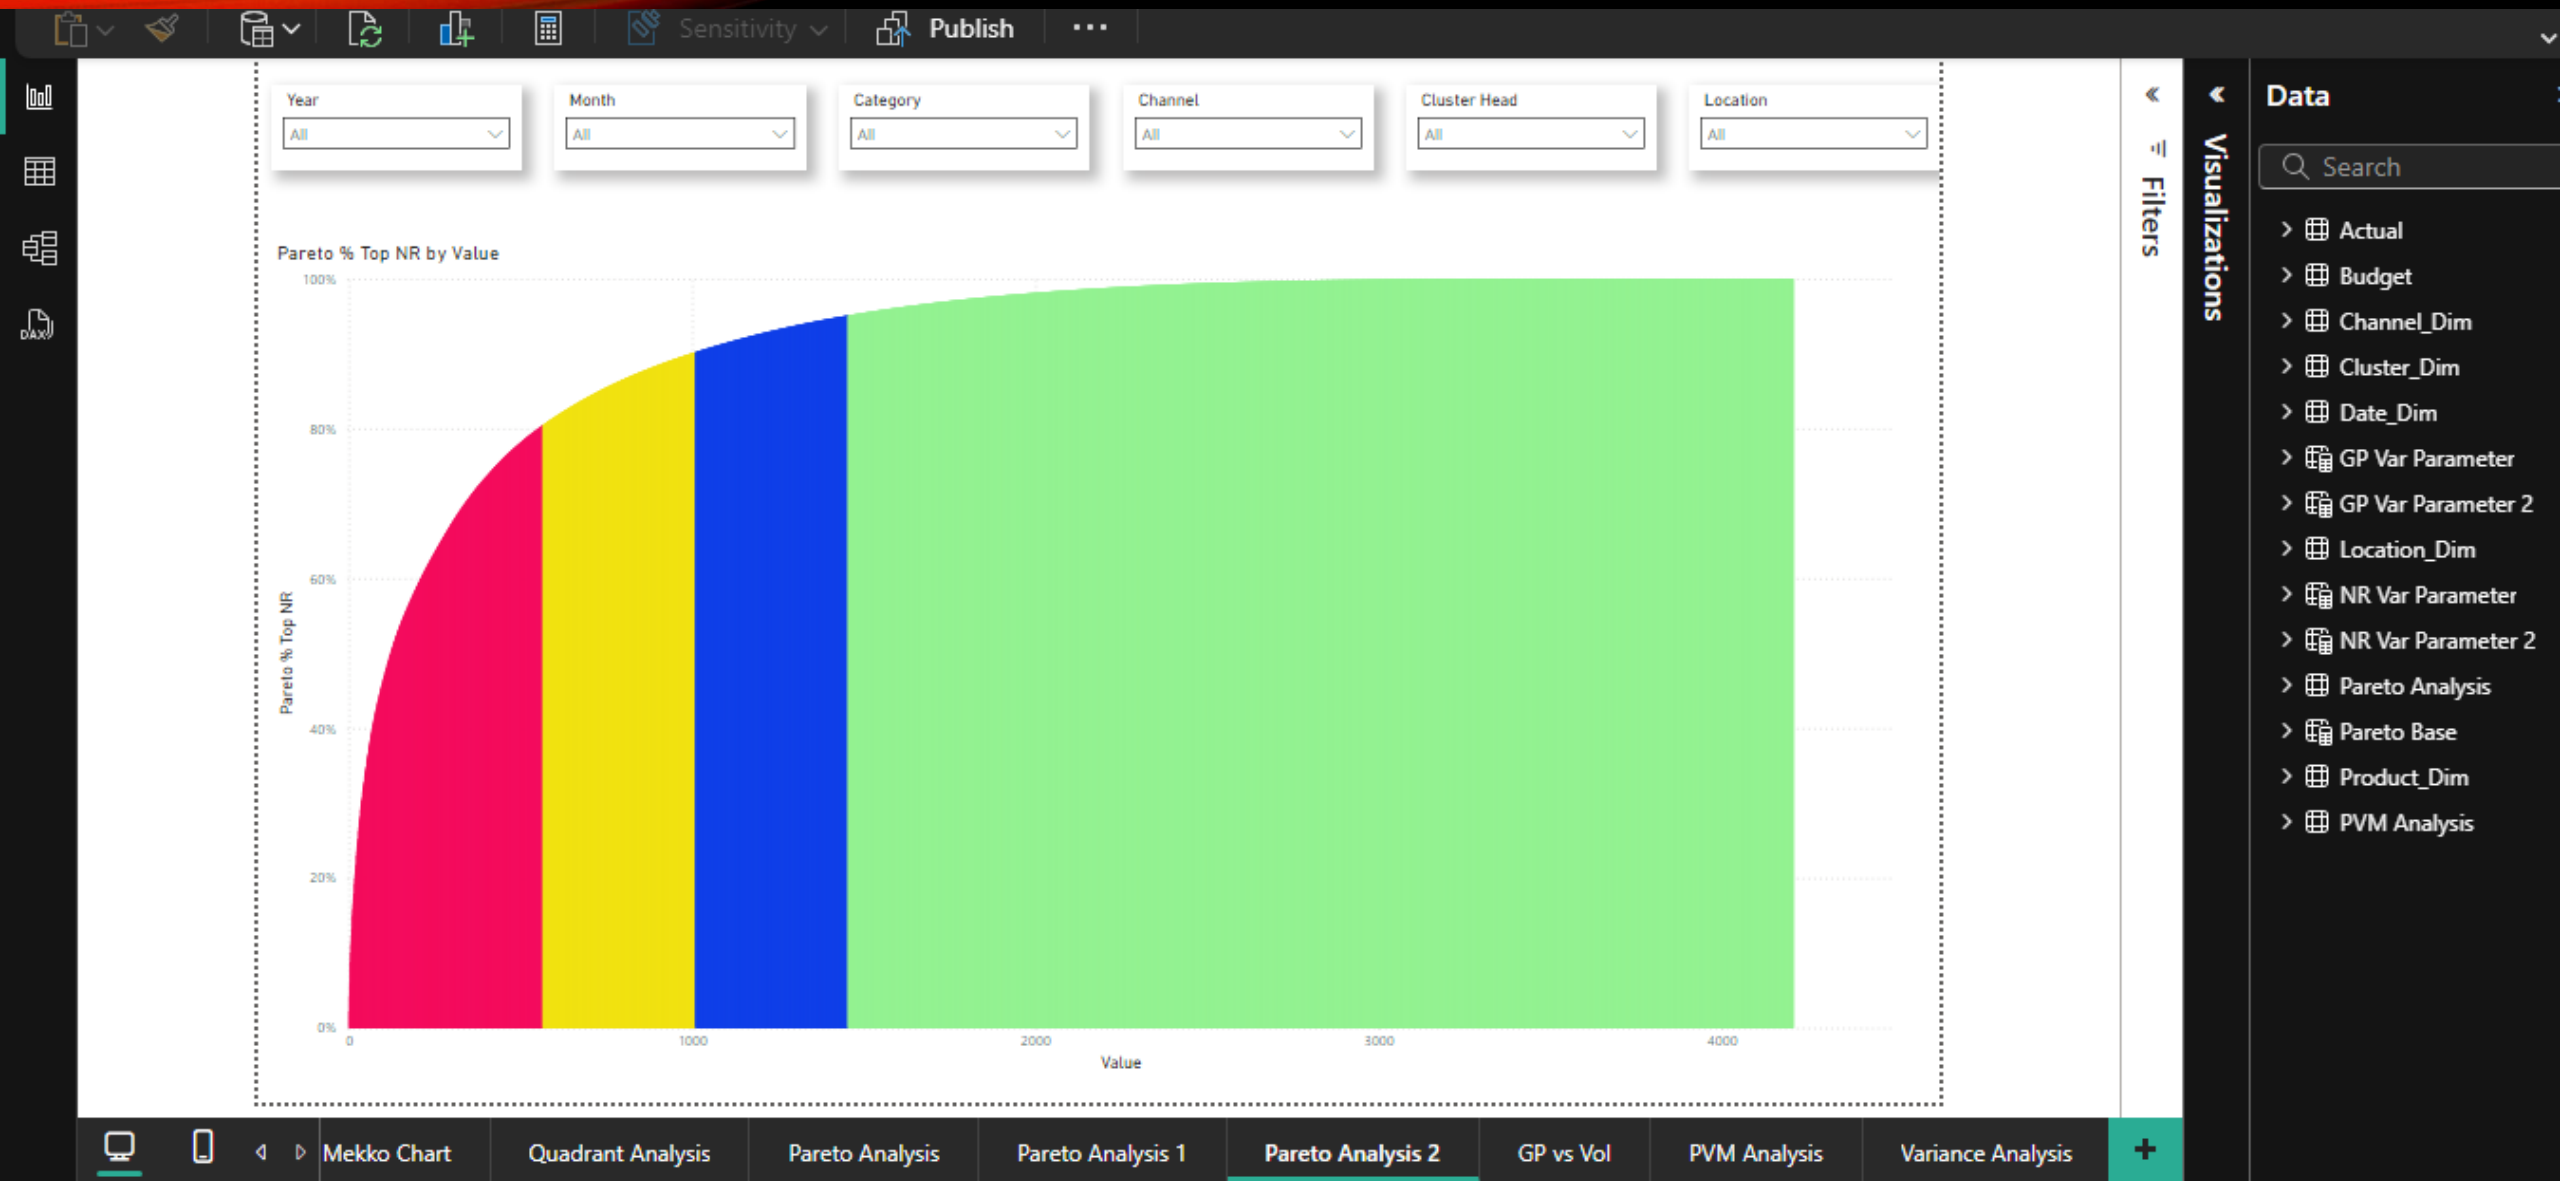 Sensitivity
Publish
Year
All
Month
All
Category
All
Channel
All
Cluster Head
All
Location
All
Pareto % Top NR by Value
100%
80%
60%
40%
20%
0%
Pareto % Top NR
0
1000
2000
3000
4000
Value
Filters
Visualizations
Data
Search
Actual
Budget
Channel_Dim
Cluster_Dim
Date_Dim
GP Var Parameter
GP Var Parameter 2
Location_Dim
NR Var Parameter
NR Var Parameter 2
Pareto Analysis
Pareto Base
Product_Dim
PVM Analysis
DAX
Mekko Chart
Quadrant Analysis
Pareto Analysis
Pareto Analysis 1
Pareto Analysis 2
GP vs Vol
PVM Analysis
Variance Analysis